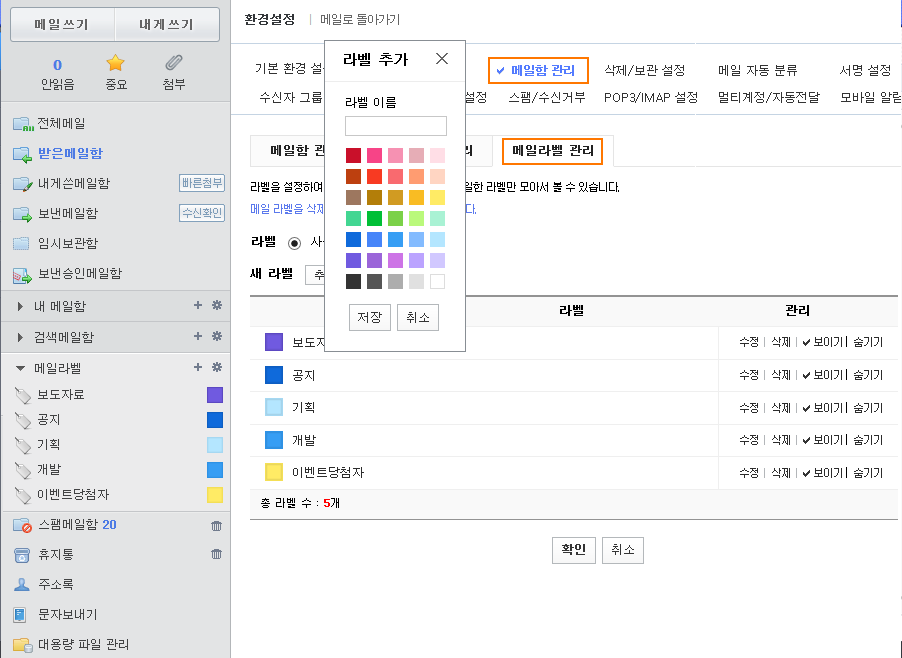 메일쓰기 내게쓰기
0
안읽음 중요 첨부
전체메일
받은메일함
내게쓴메일함 빠른첨부
보낸메일함 수신확인
임시보관함
보낸승인메일함
내 메일함
검색메일함
메일라벨
보도자료
공지
기획
개발
이벤트당첨자
스팸메일함 20
휴지통
주소록
문자보내기
대용량 파일 관리
환경설정 | 메일로 돌아가기
기본 환경 메일함 관리 삭제/보관 설정 메일 자동 분류 서명 설정
수신자 그룹 설정 스팸/수신거부 POP3/IMAP 설정 멀티계정/자동전달 모바일
메일함 메일라벨 관리
라벨을 설정하여 라벨만 모아서 볼 수 있습니다.
메일 라벨을 다.
라벨
새 라벨
라벨 추가
라벨 이름
저장 취소
라벨 관리
수정 | 삭제 | 보이기 | 숨기기
공지 수정 | 삭제 | 보이기 | 숨기기
기획 수정 | 삭제 | 보이기 | 숨기기
개발 수정 | 삭제 | 보이기 | 숨기기
이벤트당첨자 수정 | 삭제 | 보이기 | 숨기기
총 라벨 수 : 5개
확인 취소